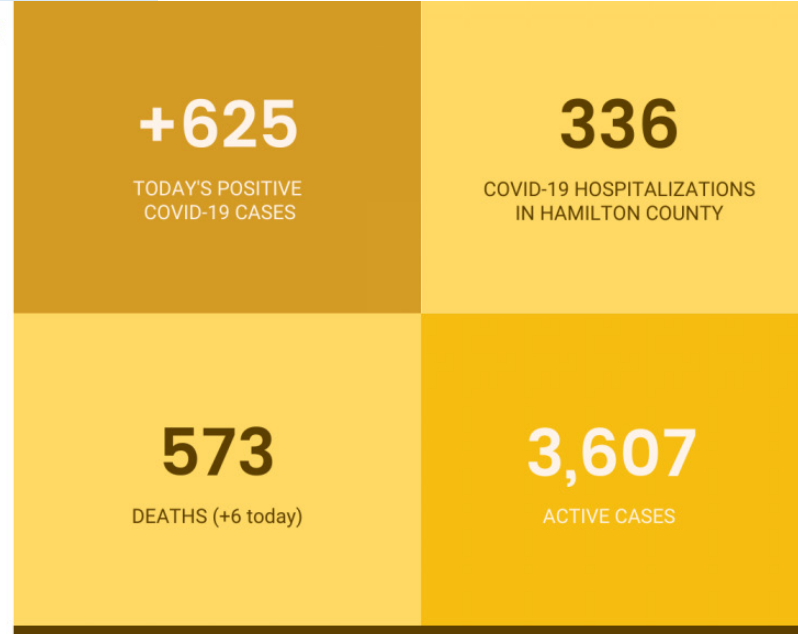 +625
TODAY'S POSITIVE
COVID-19 CASES
336
COVID-19 HOSPITALIZATIONS
IN HAMILTON COUNTY
573
DEATHS (+6 today)
3,607
ACTIVE CASES